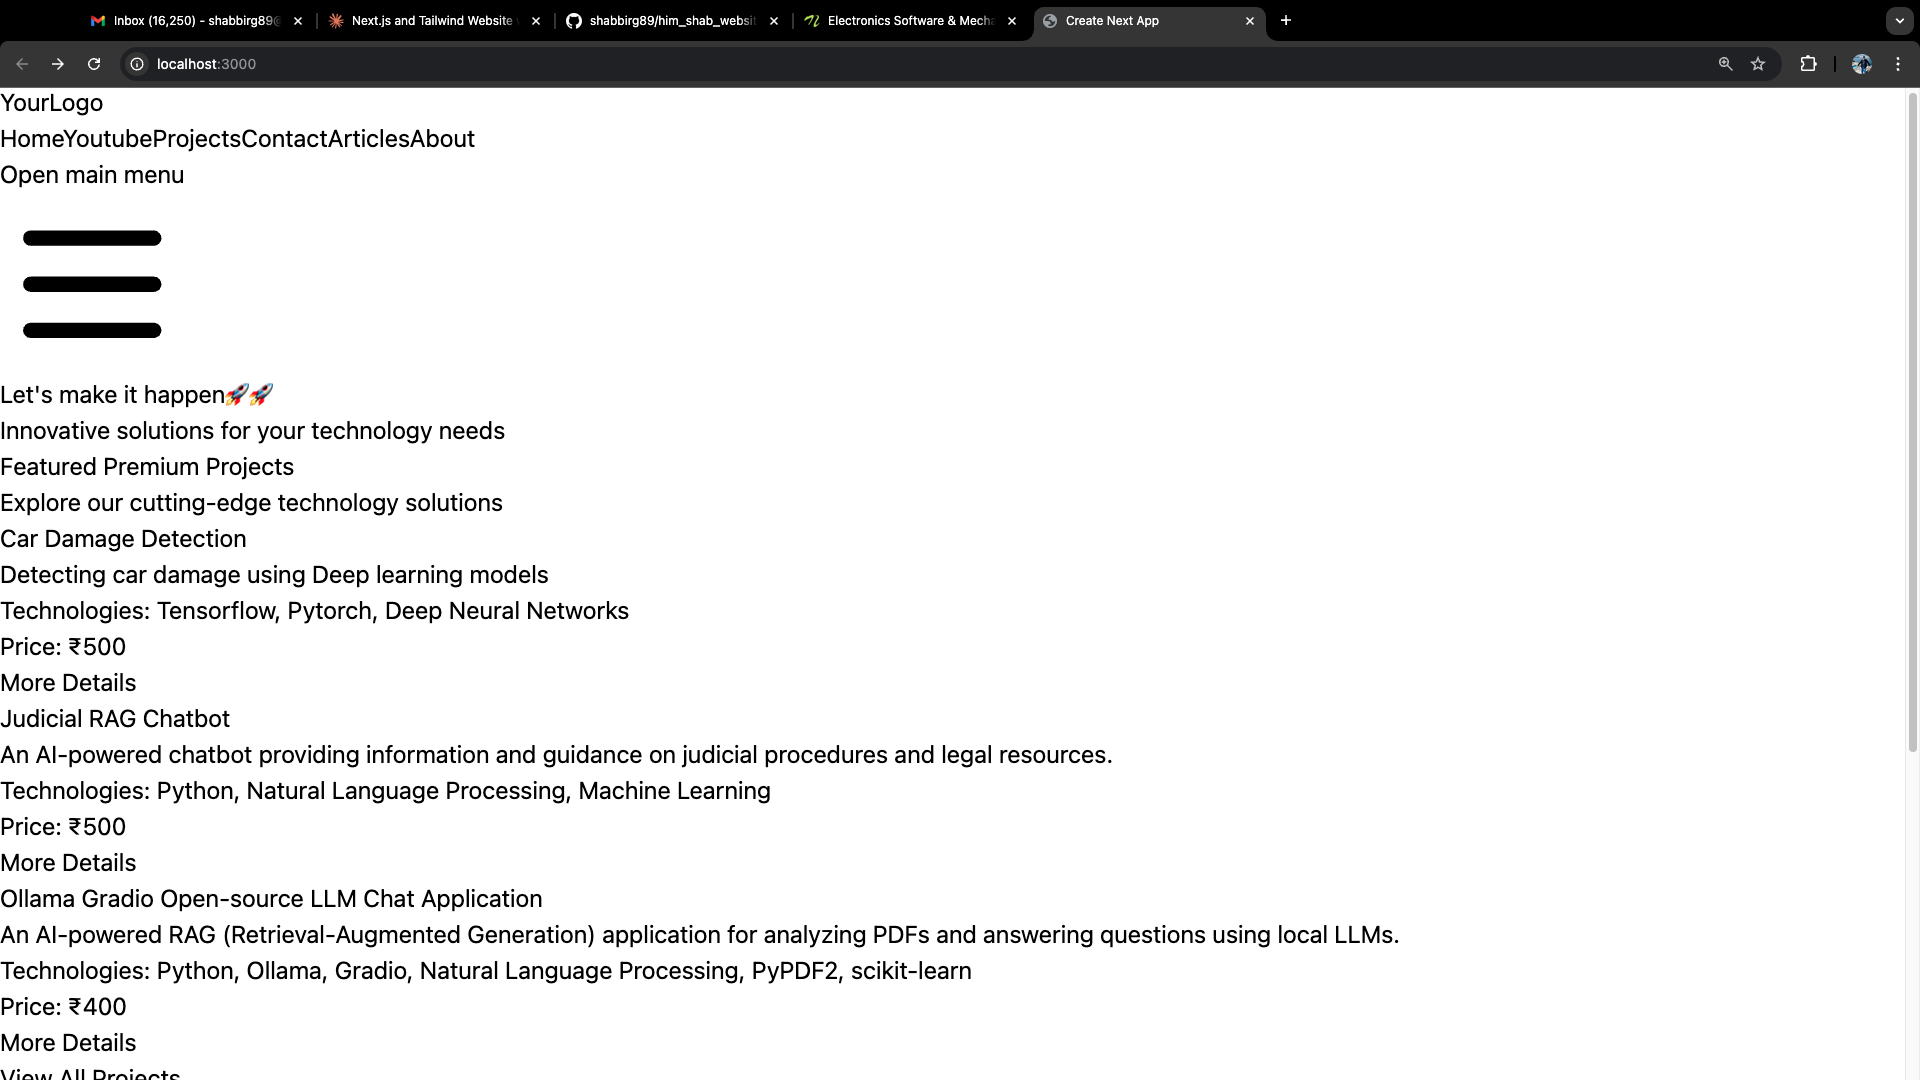 Inbox (16,250) - shabbirg89@
Next.js and Tailwind Website
shabbirg89/him_shab_websit
Electronics Software & Mecha
Create Next App
localhost:3000
YourLogo
HomeYoutubeProjectsContactArticlesAbout
Open main menu
Let's make it happen🚀🚀
Innovative solutions for your technology needs
Featured Premium Projects
Explore our cutting-edge technology solutions
Car Damage Detection
Detecting car damage using Deep learning models
Technologies: Tensorflow, Pytorch, Deep Neural Networks
Price: ₹500
More Details
Judicial RAG Chatbot
An AI-powered chatbot providing information and guidance on judicial procedures and legal resources.
Technologies: Python, Natural Language Processing, Machine Learning
Price: ₹500
More Details
Ollama Gradio Open-source LLM Chat Application
An AI-powered RAG (Retrieval-Augmented Generation) application for analyzing PDFs and answering questions using local LLMs.
Technologies: Python, Ollama, Gradio, Natural Language Processing, PyPDF2, scikit-learn
Price: ₹400
More Details
View All Projects